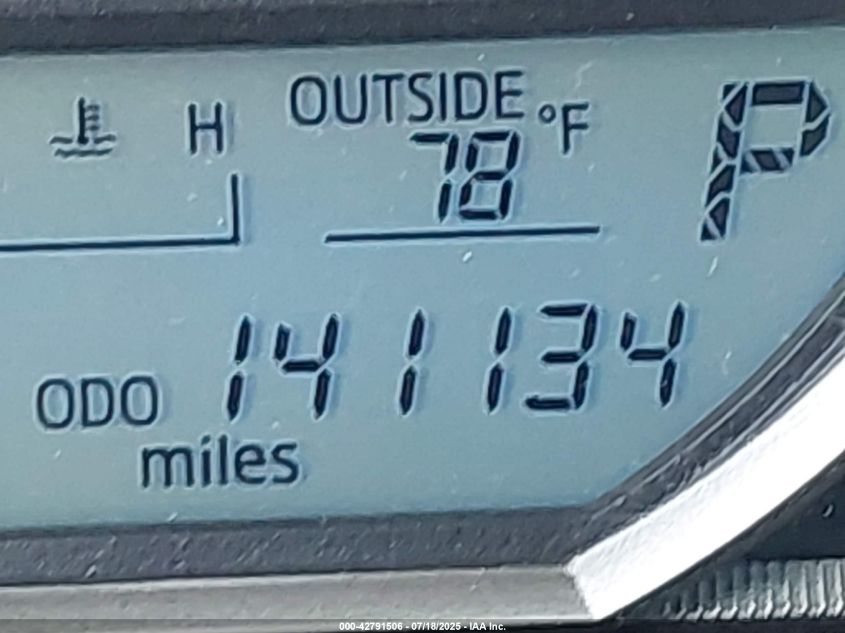 H OUTSIDE °F P
78
ODO 141134
miles
000-42791506 - 07/18/2025 - IAA Inc.